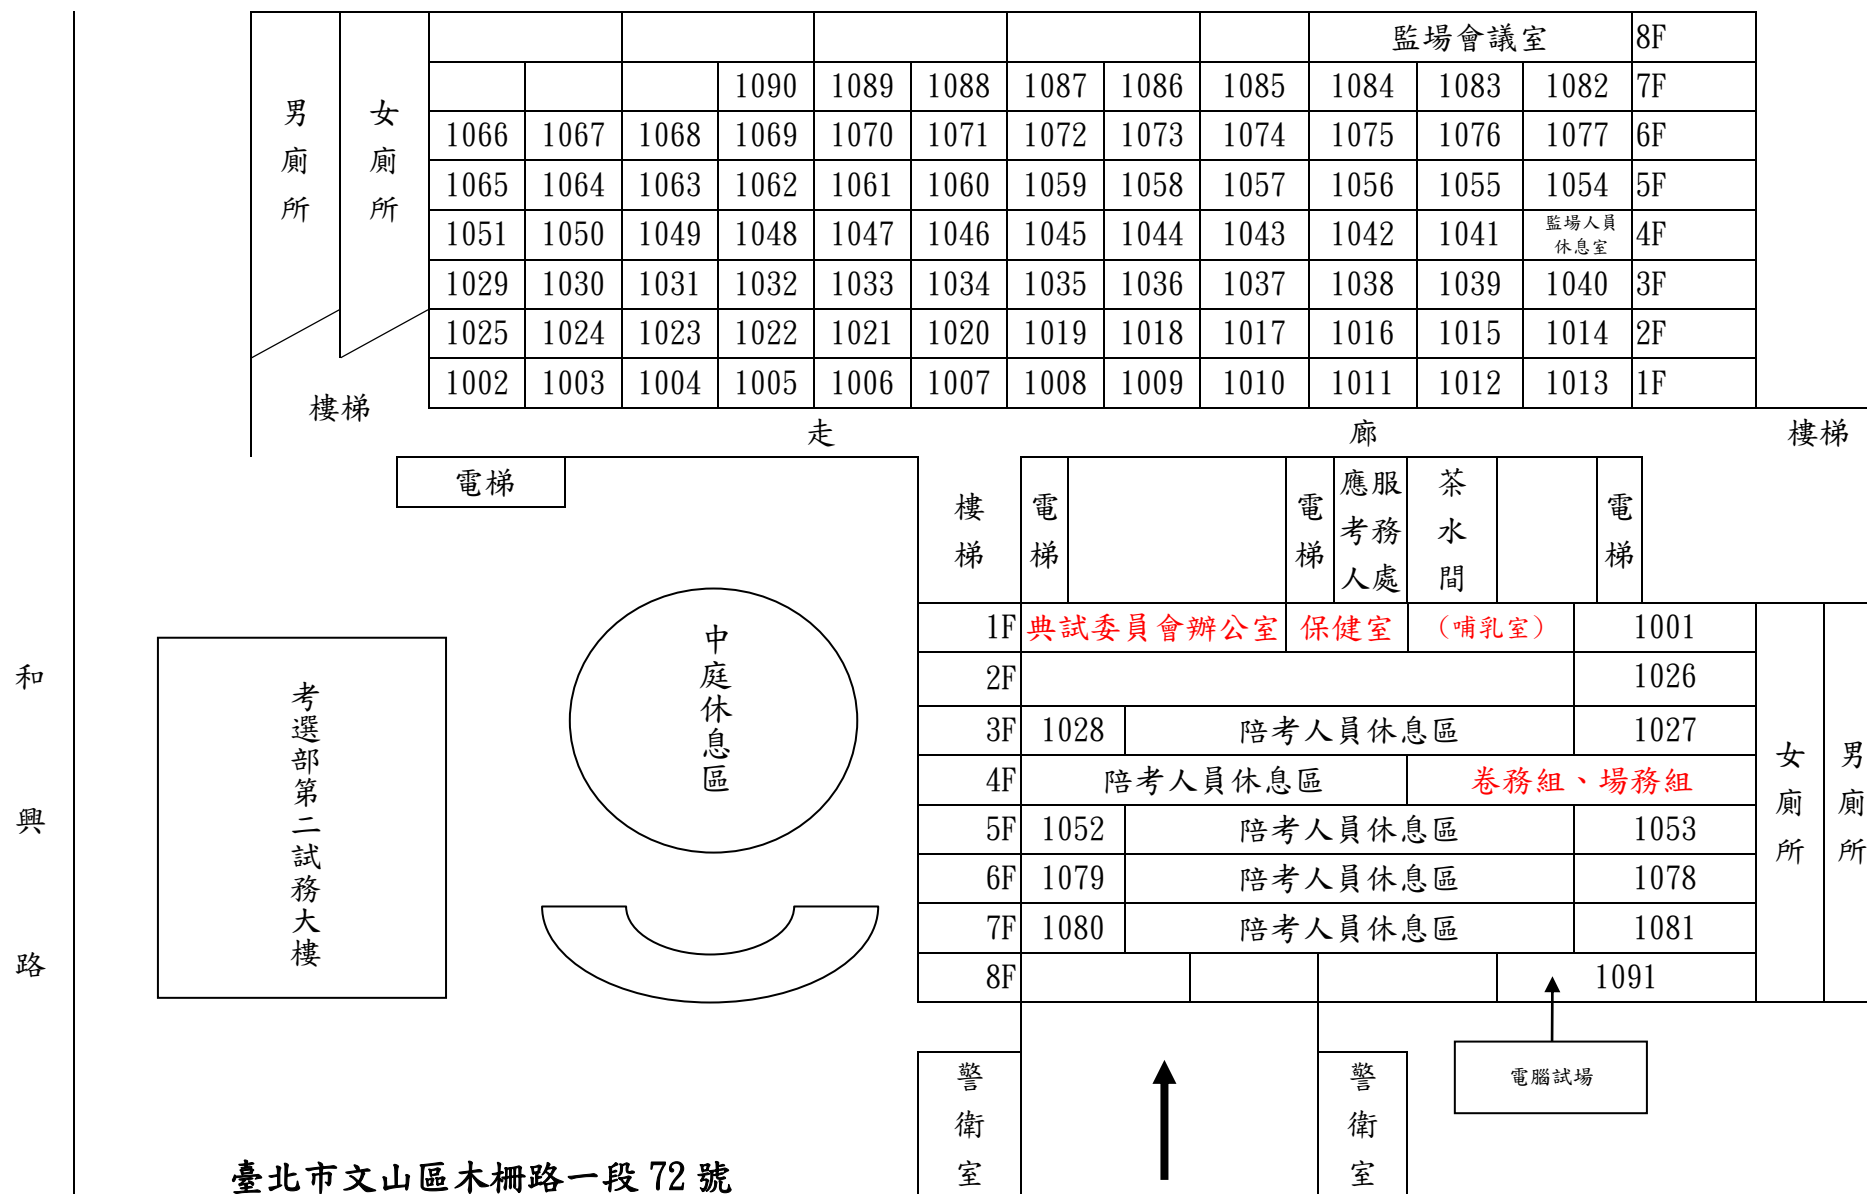 監場會議室 8F
1090 1089 1088 1087 1086 1085 1084 1083 1082 7F
1066 1067 1068 1069 1070 1071 1072 1073 1074 1075 1076 1077 6F
1065 1064 1063 1062 1061 1060 1059 1058 1057 1056 1055 1054 5F
1051 1050 1049 1048 1047 1046 1045 1044 1043 1042 1041 監場人員休息室 4F
1029 1030 1031 1032 1033 1034 1035 1036 1037 1038 1039 1040 3F
1025 1024 1023 1022 1021 1020 1019 1018 1017 1016 1015 1014 2F
1002 1003 1004 1005 1006 1007 1008 1009 1010 1011 1012 1013 1F
男廁所
女廁所
樓梯
走廊
樓梯
電梯
樓梯
電梯
電梯
應考人
服務處
茶水間
電梯
1F 典試委員會辦公室 保健室 (哺乳室) 1001
2F 1026
3F 1028 陪考人員休息區 1027
4F 陪考人員休息區 卷務組、場務組
5F 1052 陪考人員休息區 1053
6F 1079 陪考人員休息區 1078
7F 1080 陪考人員休息區 1081
8F 1091
女廁所
男廁所
中庭休息區
考選部第二試務大樓
和興路
電腦試場
警衛室
警衛室
臺北市文山區木柵路一段 72 號